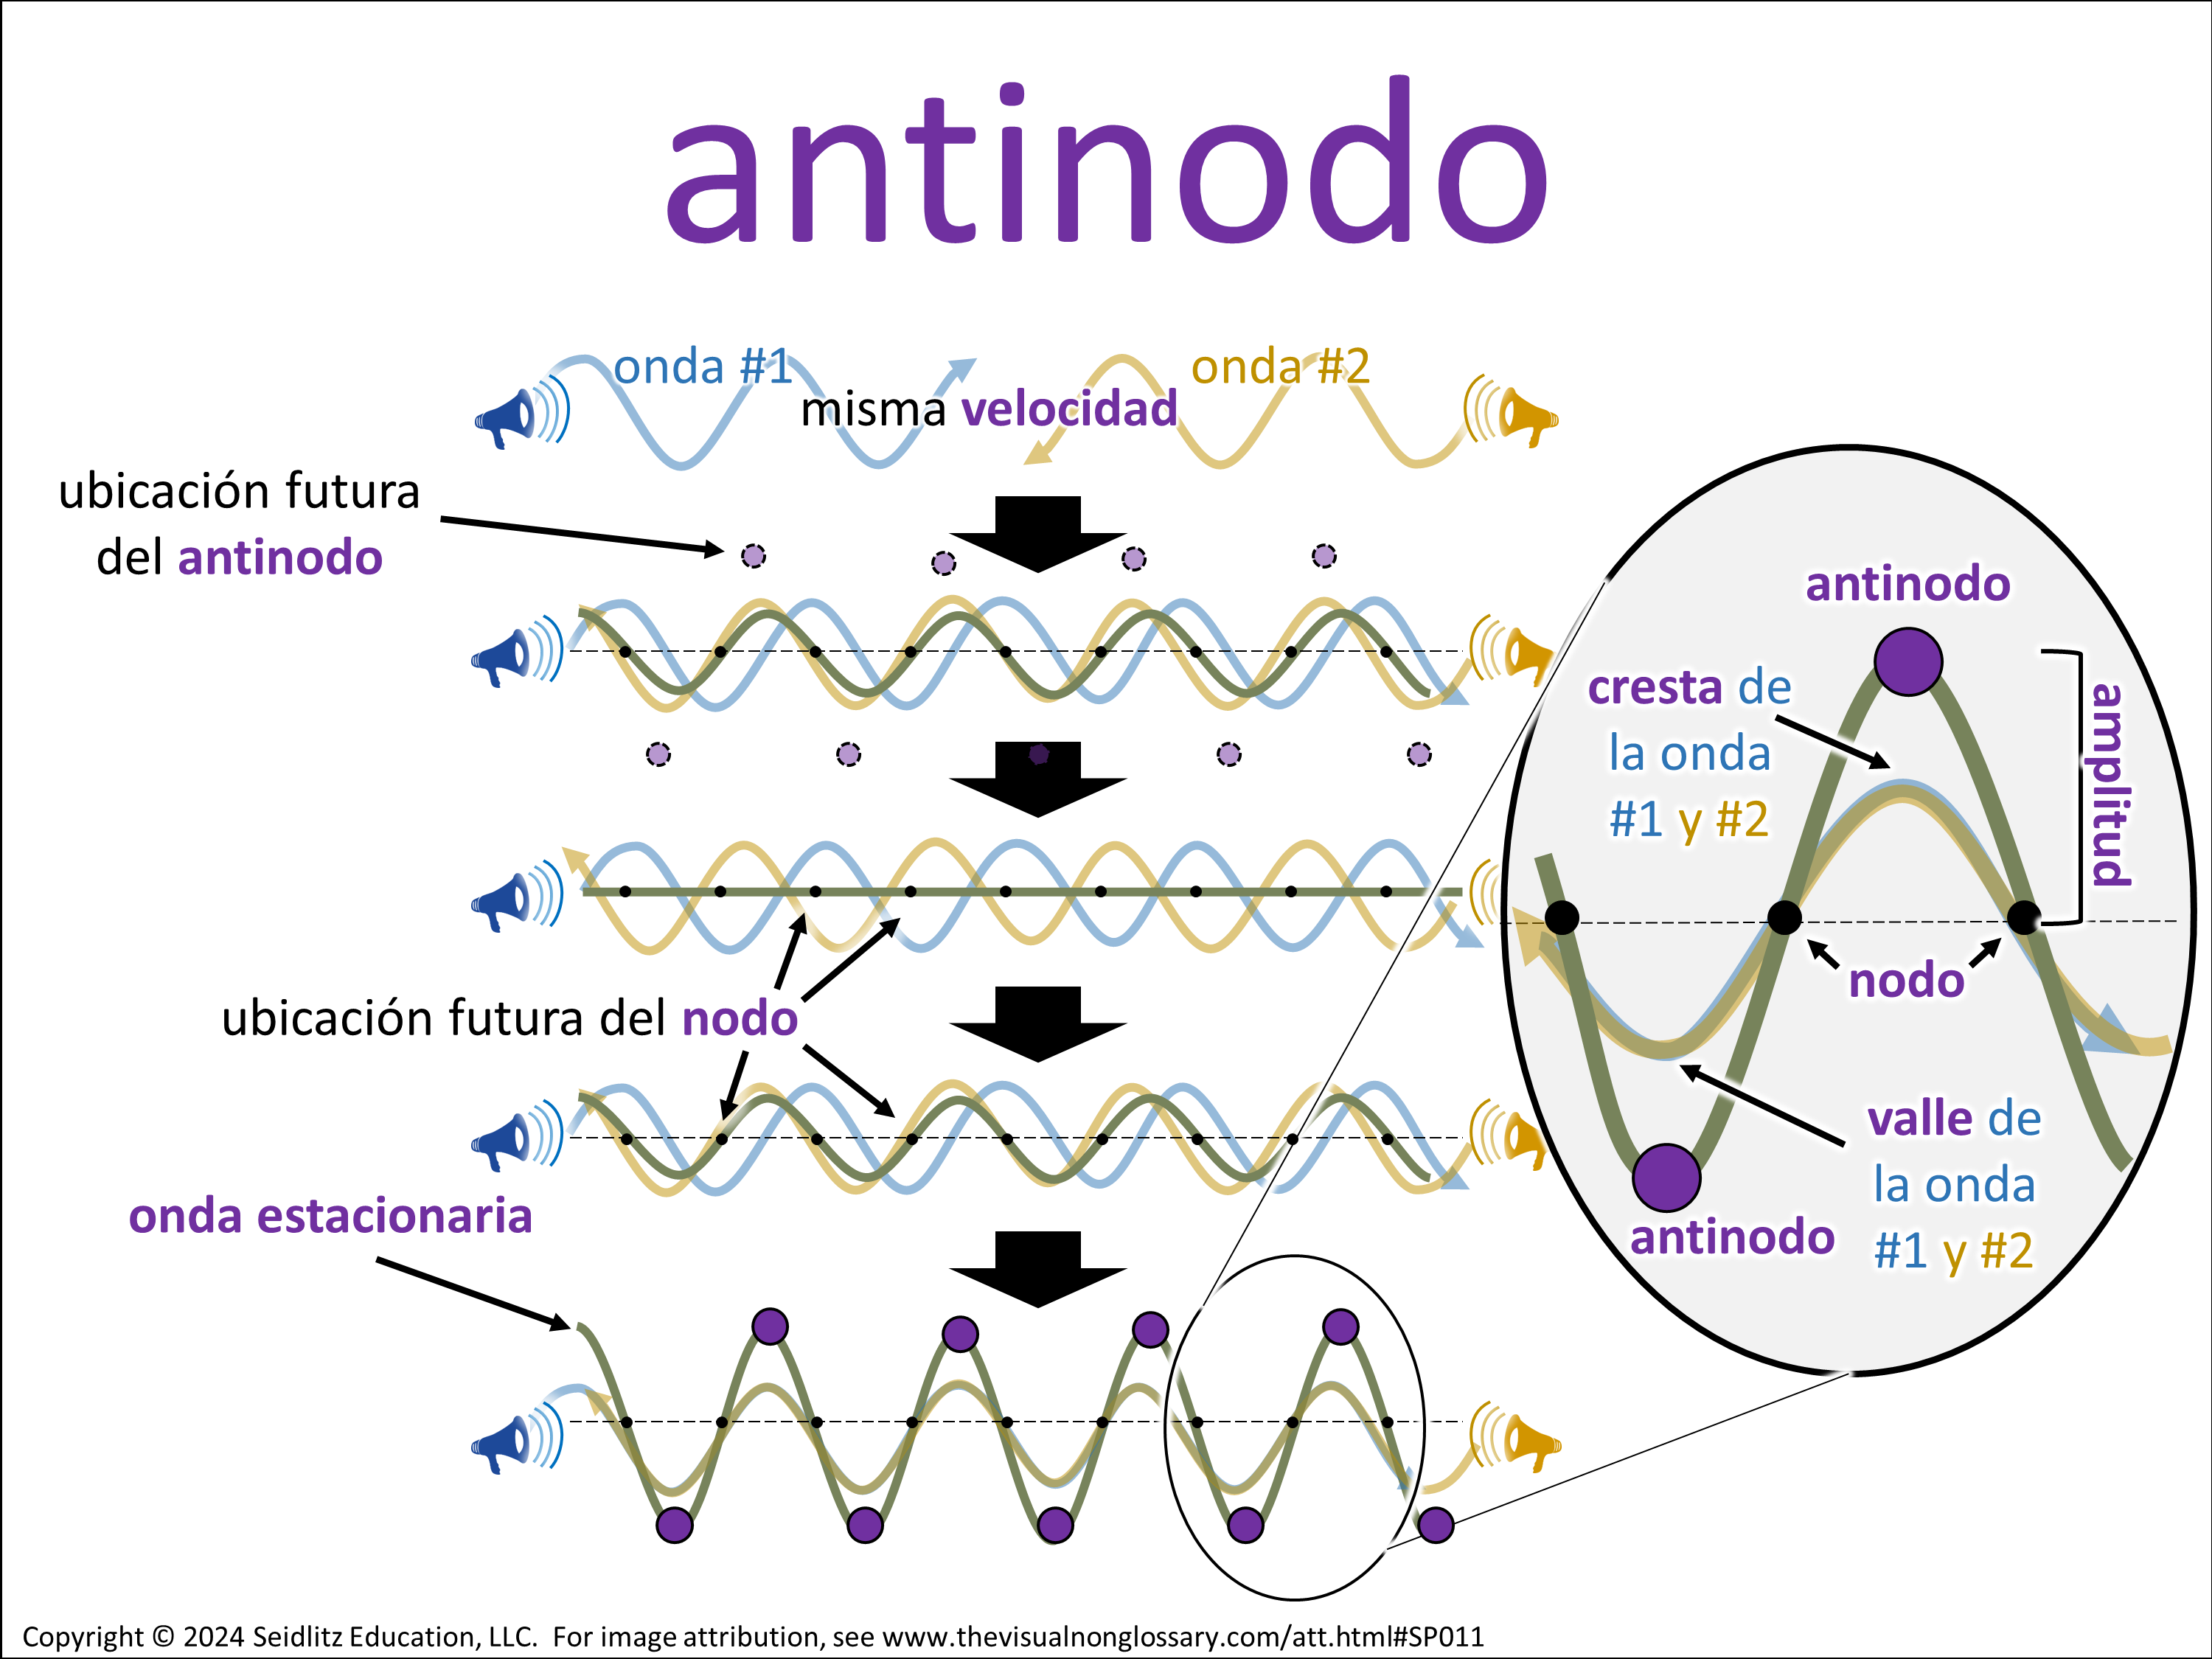 antinodo
onda #1
onda #2
misma velocidad
ubicación futura
del antinodo
ubicación futura del nodo
onda estacionaria
antinodo
cresta de
la onda
#1 y #2
amplitud
nodo
valle de
la onda
#1 y #2
antinodo
Copyright © 2024 Seidlitz Education, LLC. For image attribution, see www.thevisualnonglossary.com/att.html#SP011